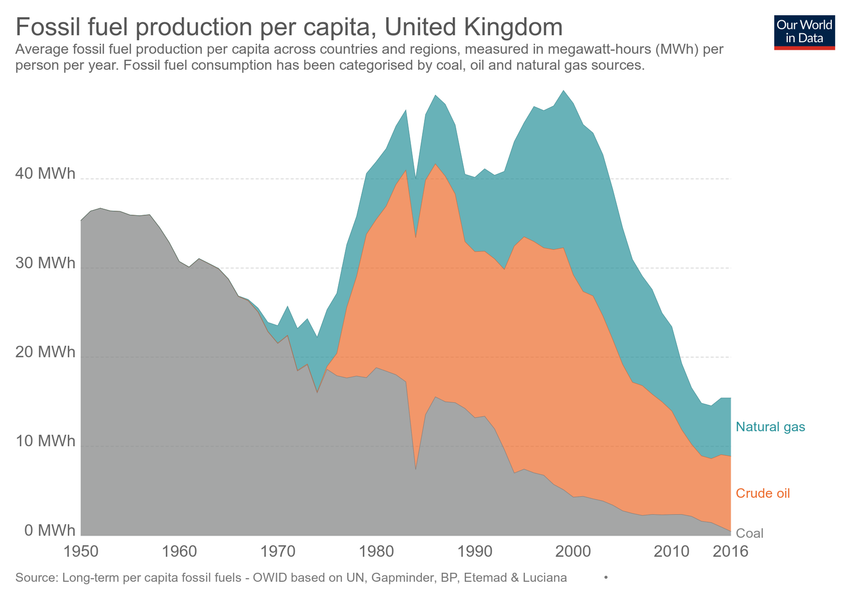 Fossil fuel production per capita, United Kingdom
Our World
in Data
Average fossil fuel production per capita across countries and regions, measured in megawatt-hours (MWh) per
person per year. Fossil fuel consumption has been categorised by coal, oil and natural gas sources.
40 MWh
30 MWh
20 MWh
10 MWh
0 MWh
Natural gas
Crude oil
Coal
1950 1960 1970 1980 1990 2000 2010 2016
Source: Long-term per capita fossil fuels - OWID based on UN, Gapminder, BP, Etemad & Luciana •